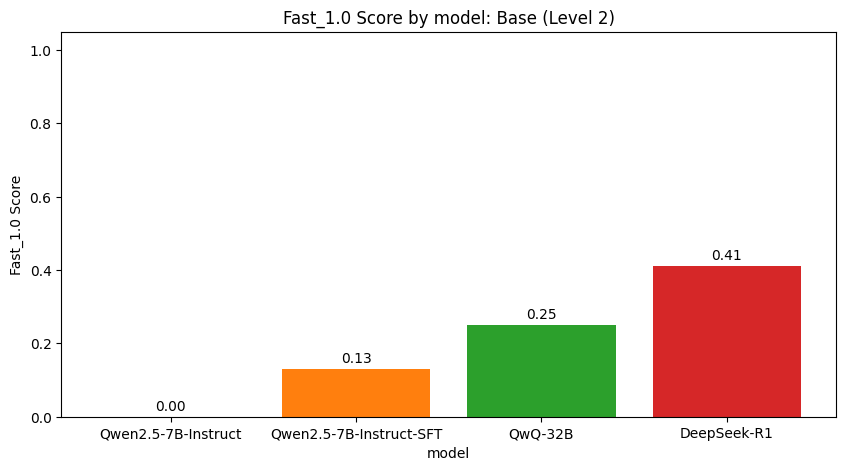 Fast_1.0 Score by model: Base (Level 2)
Fast_1.0 Score
1.0
0.8
0.6
0.4
0.2
0.0
0.00
0.13
0.25
0.41
Qwen2.5-7B-Instruct
Qwen2.5-7B-Instruct-SFT
QwQ-32B
DeepSeek-R1
model